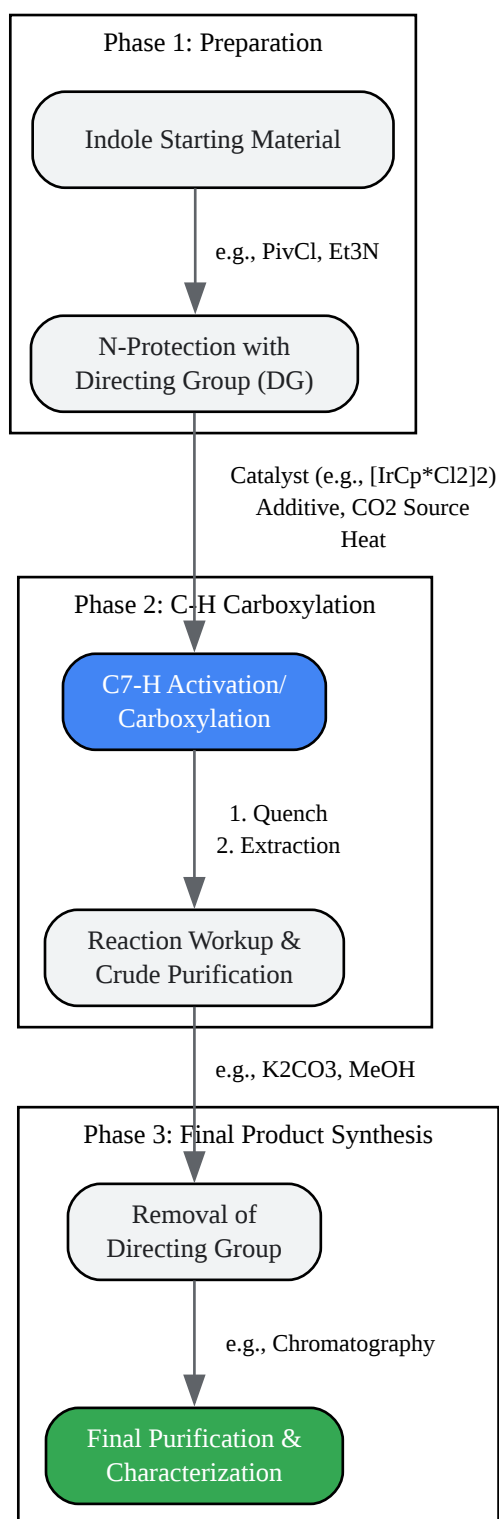 Phase 1: Preparation
Indole Starting Material
e.g., PivCl, Et3N
N-Protection with
Directing Group (DG)
Catalyst (e.g., [IrCp*Cl2]2)
Additive, CO2 Source
Heat
Phase 2: C-H Carboxylation
C7-H Activation/
Carboxylation
1. Quench
2. Extraction
Reaction Workup &
Crude Purification
e.g., K2CO3, MeOH
Phase 3: Final Product Synthesis
Removal of
Directing Group
e.g., Chromatography
Final Purification &
Characterization